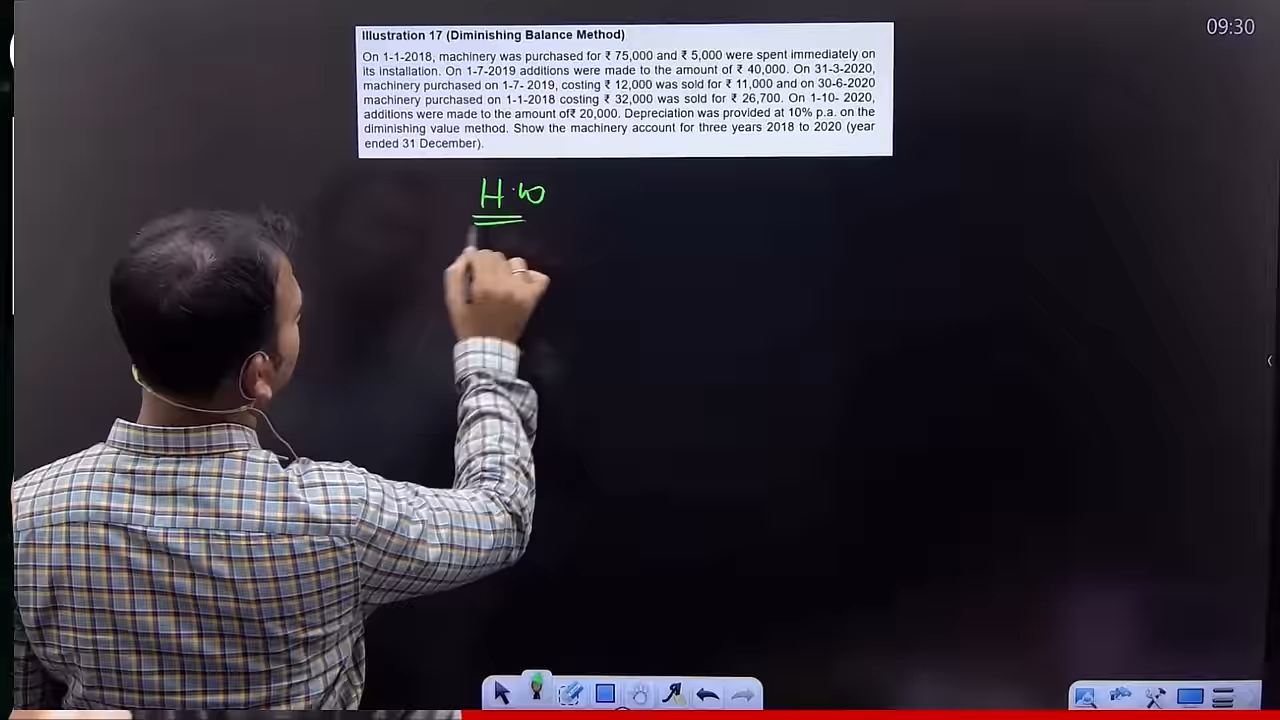 09:30
Illustration 17 (Diminishing Balance Method)
On 1-1-2018, machinery was purchased for ₹ 75,000 and ₹ 5,000 were spent immediately on
its installation. On 1-7-2019 additions were made to the amount of ₹ 40,000. On 31-3-2020,
machinery purchased on 1-7- 2019, costing ₹ 12,000 was sold for ₹ 11,000 and on 30-6-2020
machinery purchased on 1-1-2018 costing ₹ 32,000 was sold for ₹ 26,700. On 1-10- 2020,
additions were made to the amount of₹ 20,000. Depreciation was provided at 10% p.a. on the
diminishing value method. Show the machinery account for three years 2018 to 2020 (year
ended 31 December).
H.w